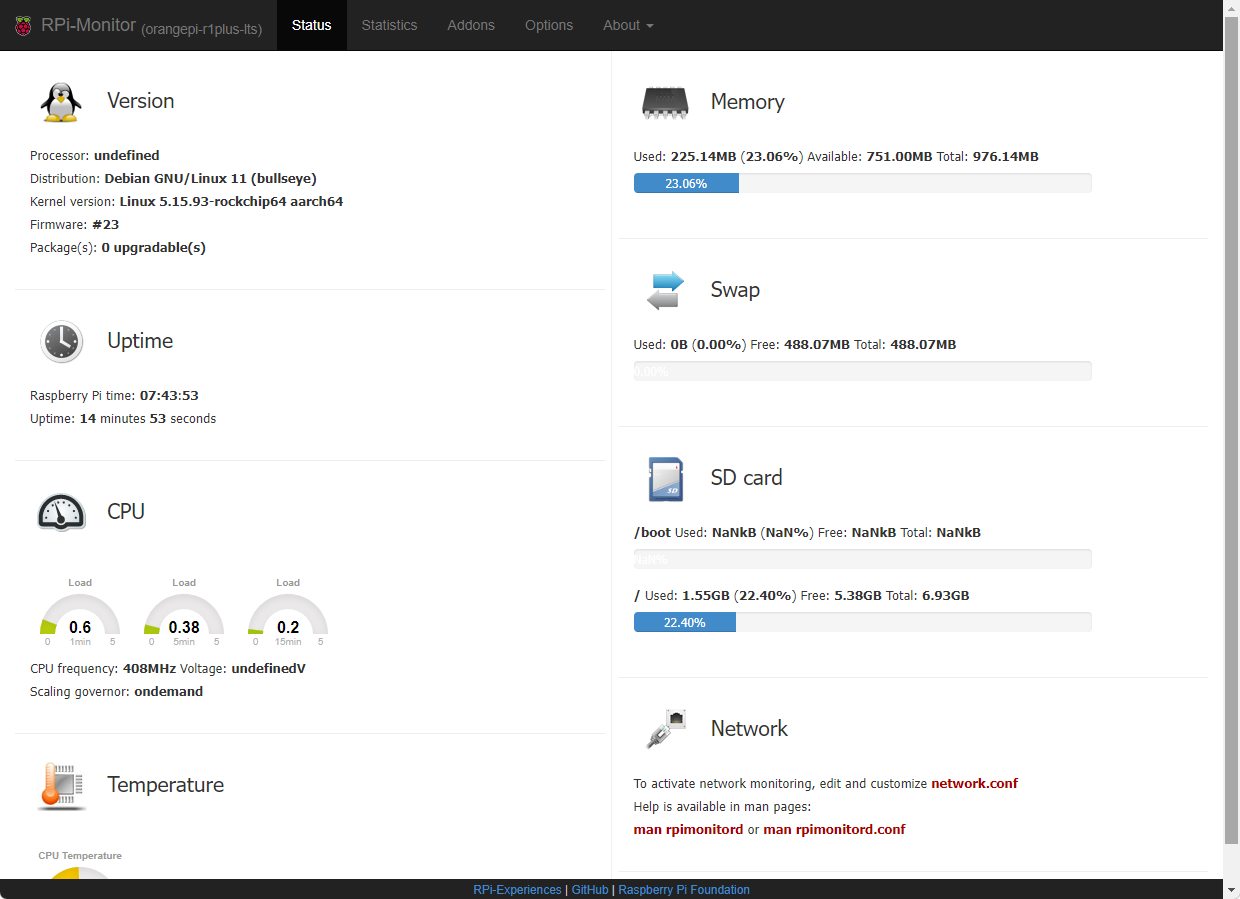 RPi-Monitor (orangepi-r1plus-lts) Status Statistics Addons Options About
Version
Processor: undefined
Distribution: Debian GNU/Linux 11 (bullseye)
Kernel version: Linux 5.15.93-rockchip64 aarch64
Firmware: #23
Package(s): 0 upgradable(s)
Uptime
Raspberry Pi time: 07:43:53
Uptime: 14 minutes 53 seconds
CPU
Load Load Load
0.6 0.38 0.2
0 1min 5 0 5min 5 0 15min 5
CPU frequency: 408MHz Voltage: undefinedV
Scaling governor: ondemand
Temperature
CPU Temperature
Memory
Used: 225.14MB (23.06%) Available: 751.00MB Total: 976.14MB
23.06%
Swap
Used: 0B (0.00%) Free: 488.07MB Total: 488.07MB
0.00%
SD card
/boot Used: NaNkB (NaN%) Free: NaNkB Total: NaNkB
NaN%
/ Used: 1.55GB (22.40%) Free: 5.38GB Total: 6.93GB
22.40%
SD
Network
To activate network monitoring, edit and customize network.conf
Help is available in man pages:
man rpimonitord or man rpimonitord.conf
RPi-Experiences | GitHub | Raspberry Pi Foundation